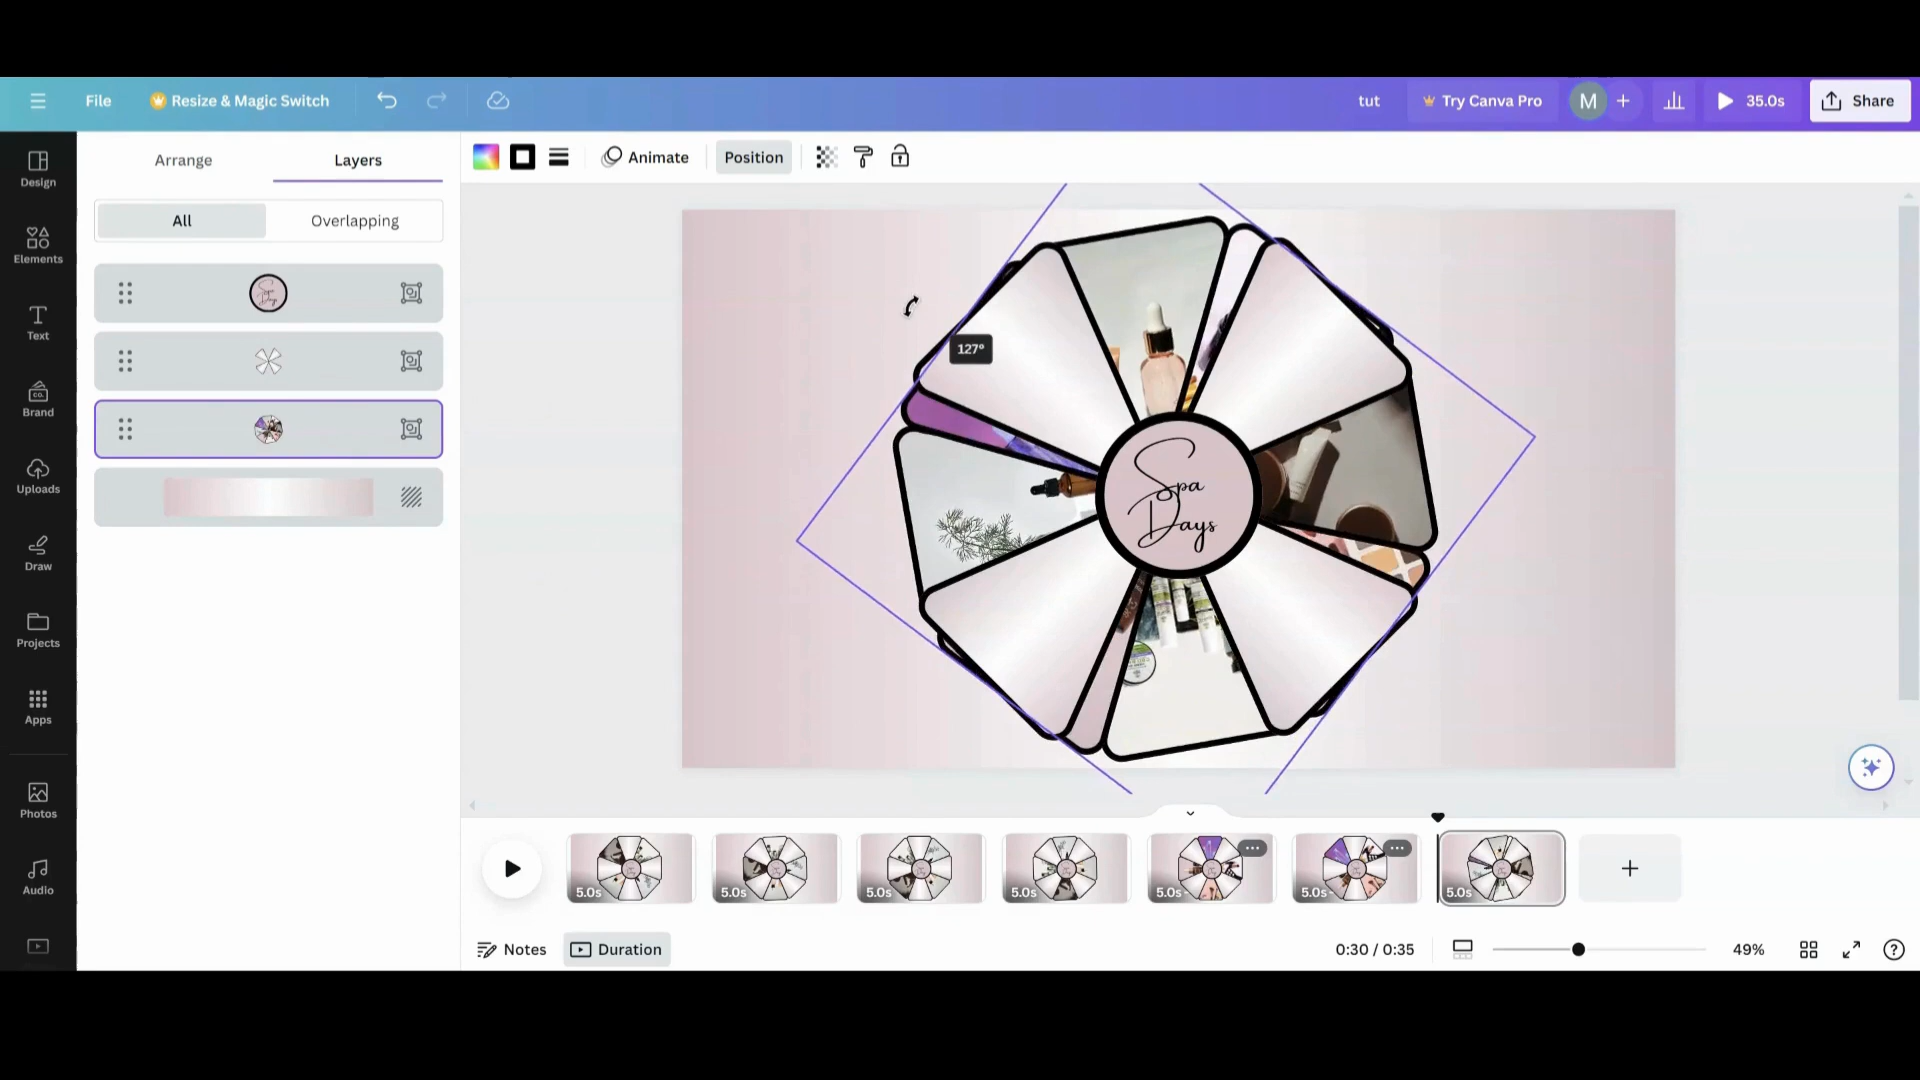 File
Resize & Magic Switch
tut
Try Canva Pro
M
35.0s
Share
Design
Elements
Text
Brand
CO.
Uploads
Draw
Projects
Apps
Photos
Audio
Arrange
Layers
All
Overlapping
Animate
Position
127°
Spa
Days
5.0s
5.0s
5.0s
5.0s
5.0s
5.0s
5.0s
Notes
Duration
0:30 / 0:35
49%